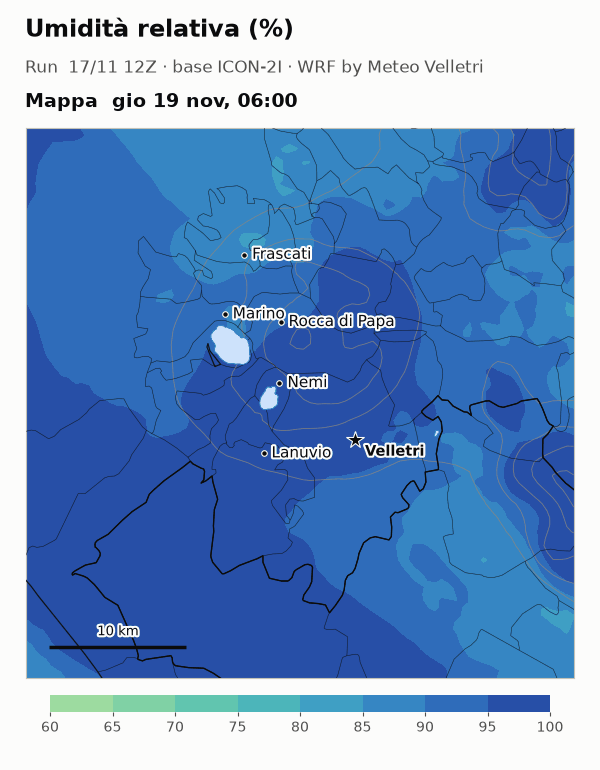 Umidità relativa (%)
Run  17/11 12Z · base ICON-2I · WRF by Meteo Velletri
Mappa  gio 19 nov, 06:00
Frascati
Marino
Rocca di Papa
Nemi
Velletri
Lanuvio
10 km
60 65 70 75 80 85 90 95 100